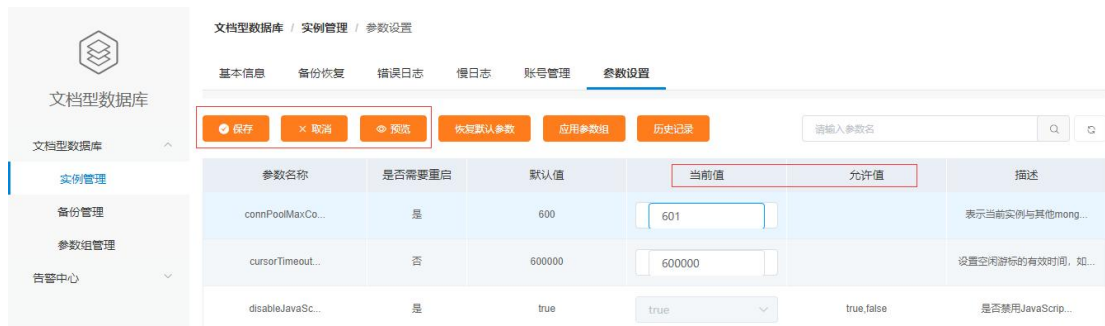 文档型数据库 / 实例管理 / 参数设置
基本信息 备份恢复 错误日志 慢日志 账号管理 参数设置
文档型数据库
保存 取消 预览 恢复默认参数 应用参数组 历史记录 请输入参数名
文档型数据库
实例管理
备份管理
参数组管理
告警中心
参数名称 是否需要重启 默认值 当前值 允许值 描述
connPoolMaxCo... 是 600 601 表示当前实例与其他mong...
cursorTimeout... 否 600000 600000 设置空闲游标的有效时间，如...
disableJavaSc... 是 true true true,false 是否禁用JavaScrip...